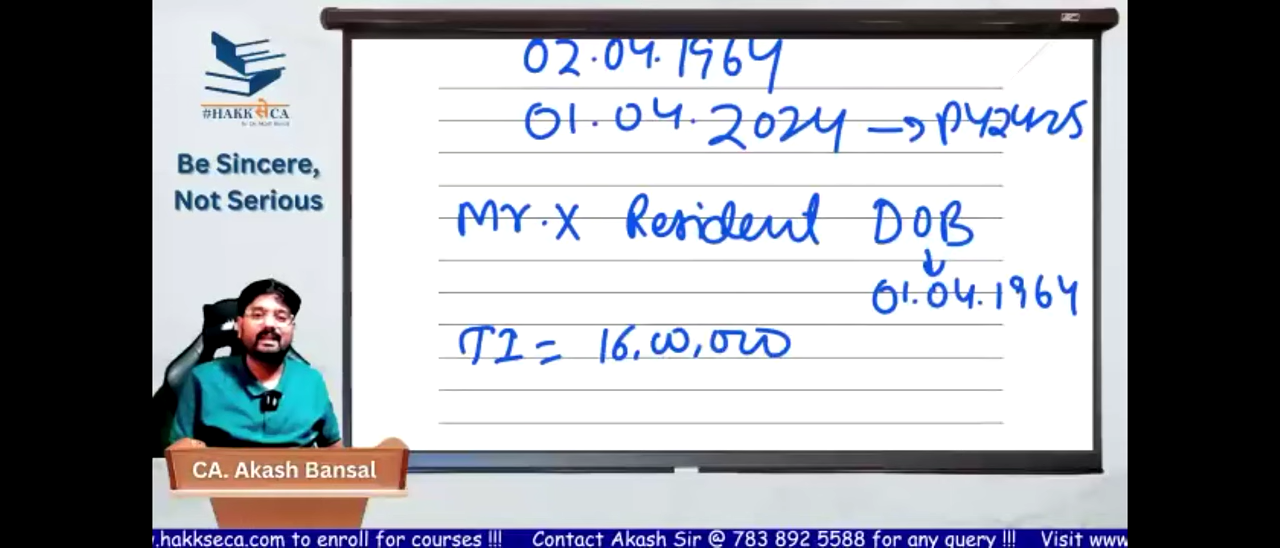 #HAKKसेCA
Be Sincere,
Not Serious
02.04.1964
01.04.2024 → PY24-25
Mr. X Resident DOB
↓
01.04.1964
TI = 16,00,000
CA. Akash Bansal
.hakkseca.com to enroll for courses !!! Contact Akash Sir @ 783 892 5588 for any query !!! Visit www